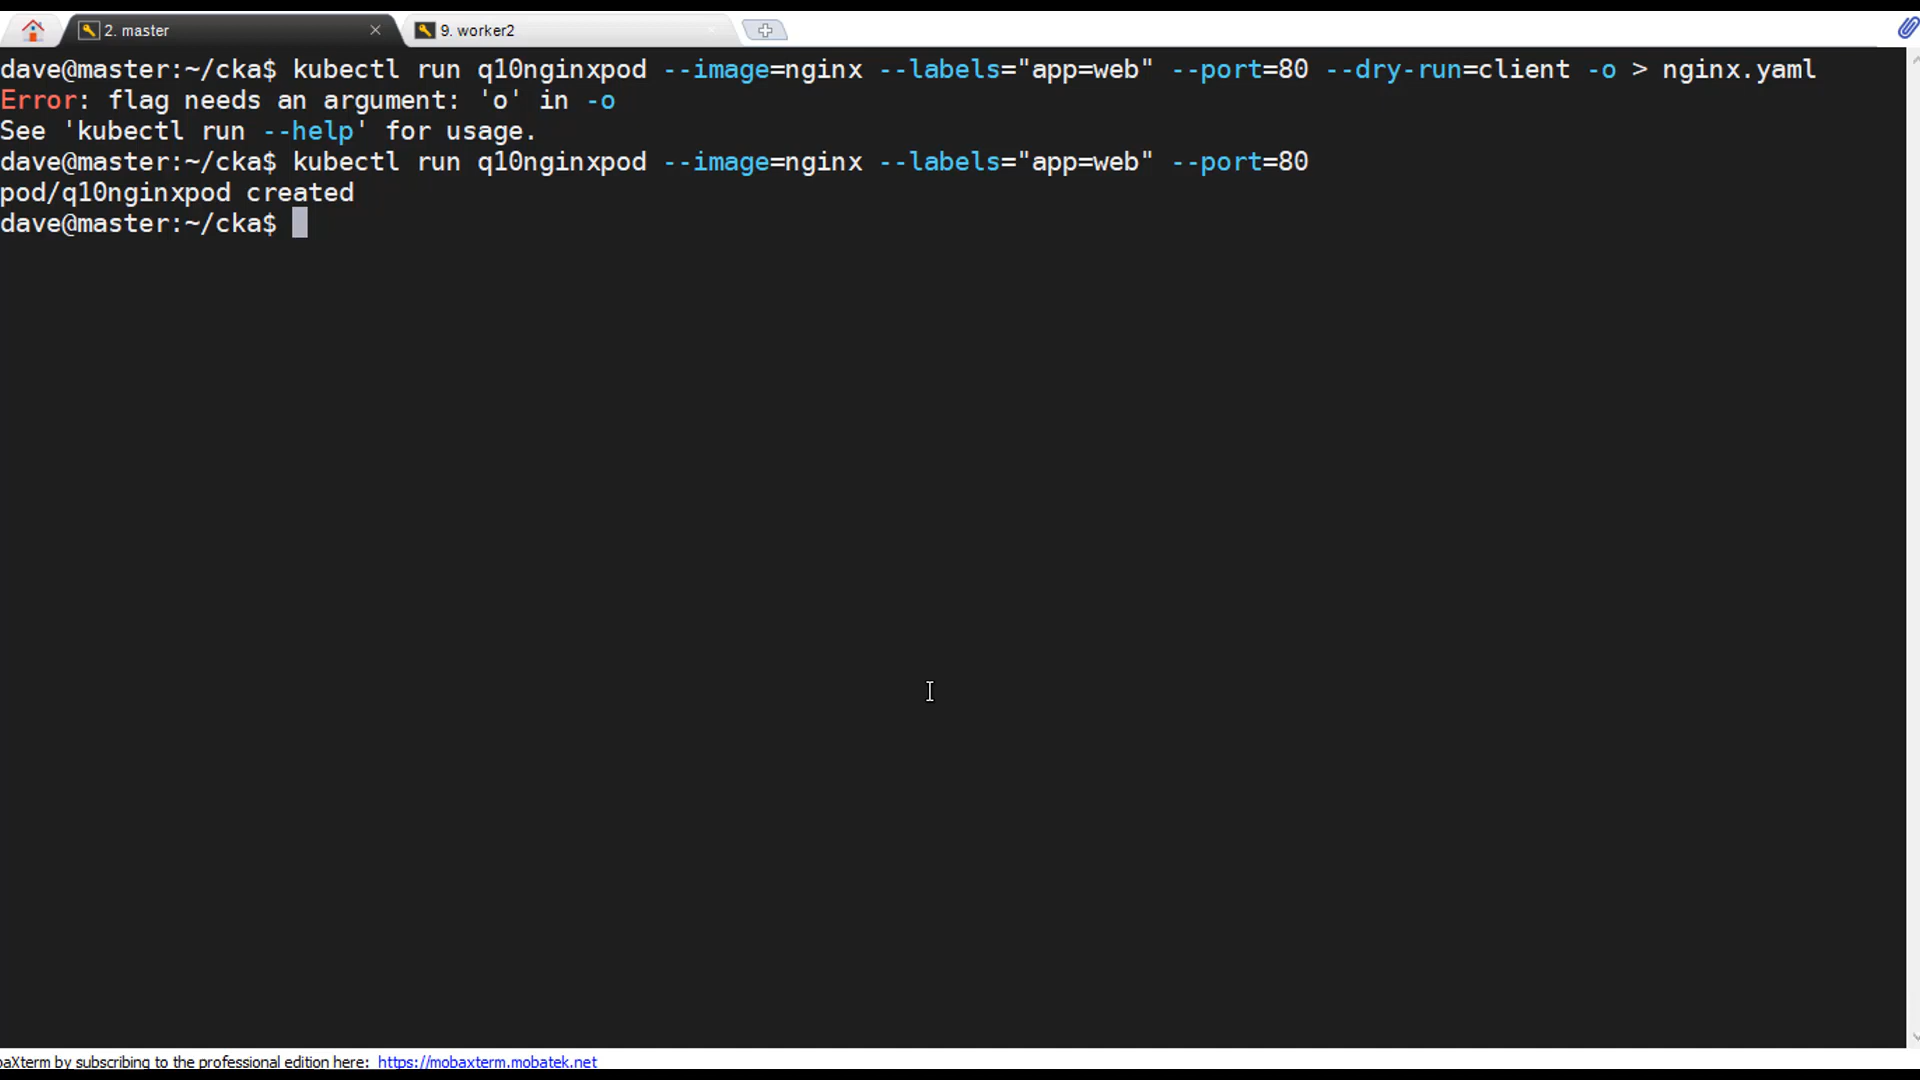 2. master
9. worker2
dave@master:~/cka$ kubectl run q10nginxpod --image=nginx --labels="app=web" --port=80 --dry-run=client -o > nginx.yaml
Error: flag needs an argument: 'o' in -o
See 'kubectl run --help' for usage.
dave@master:~/cka$ kubectl run q10nginxpod --image=nginx --labels="app=web" --port=80
pod/q10nginxpod created
dave@master:~/cka$
baXterm by subscribing to the professional edition here: https://mobaxterm.mobatek.net